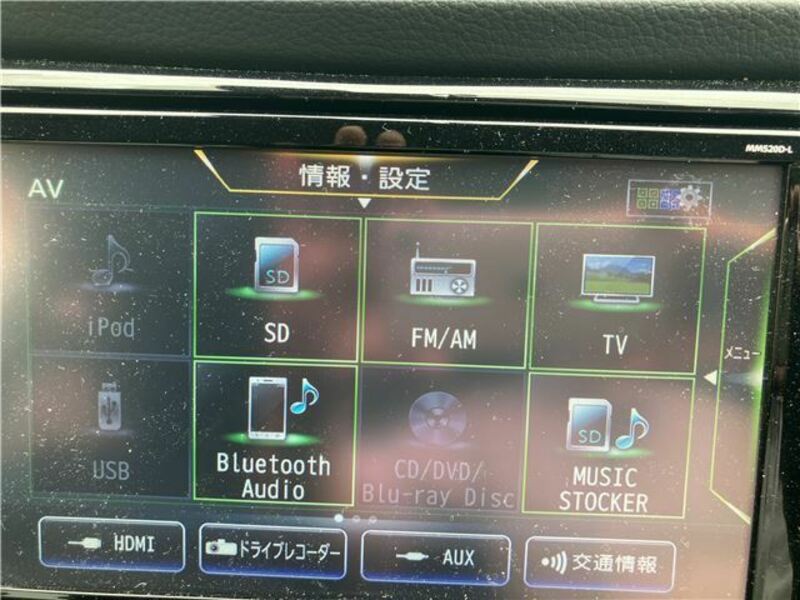 MM520D-L
AV
情報・設定
iPod
SD
SD
FM/AM
TV
メニュー
USB
Bluetooth
Audio
CD/DVD/
Blu-ray Disc
SD
MUSIC
STOCKER
HDMI
ドライブレコーダー
AUX
交通情報